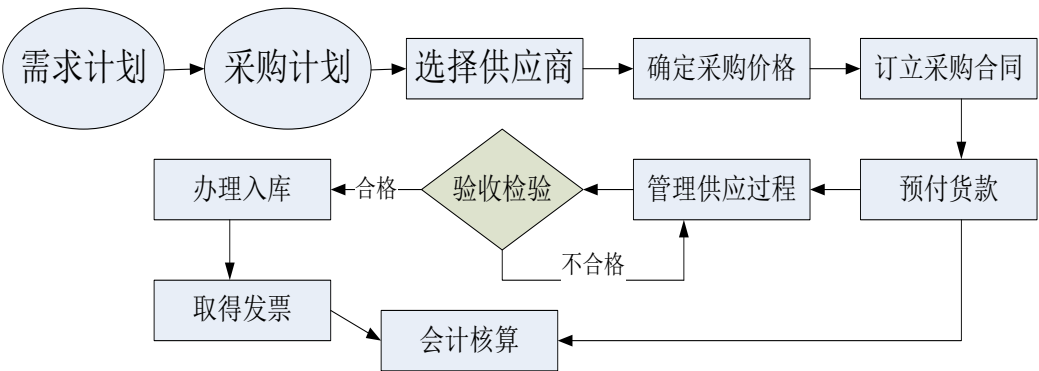 需求计划
采购计划
选择供应商
确定采购价格
订立采购合同
办理入库
合格
验收检验
管理供应过程
预付货款
不合格
取得发票
会计核算